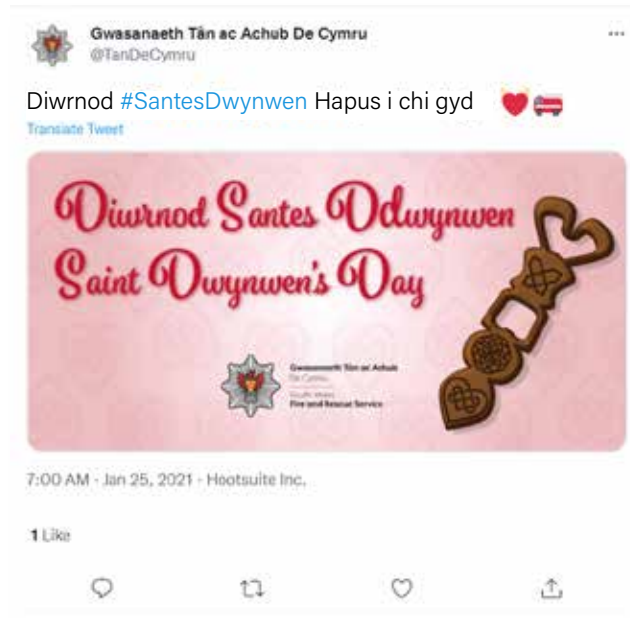 Gwasanaeth Tân ac Achub De Cymru
@TanDeCymru
Diwrnod #SantesDwynwen Hapus i chi gyd
Translate Tweet
Diwrnod Santes Ddwynwen
Saint Dwynwen's Day
Gwasanaeth Tân ac Achub
De Cymru
South Wales
Fire and Rescue Service
7:00 AM · Jan 25, 2021 · Hootsuite Inc.
1 Like